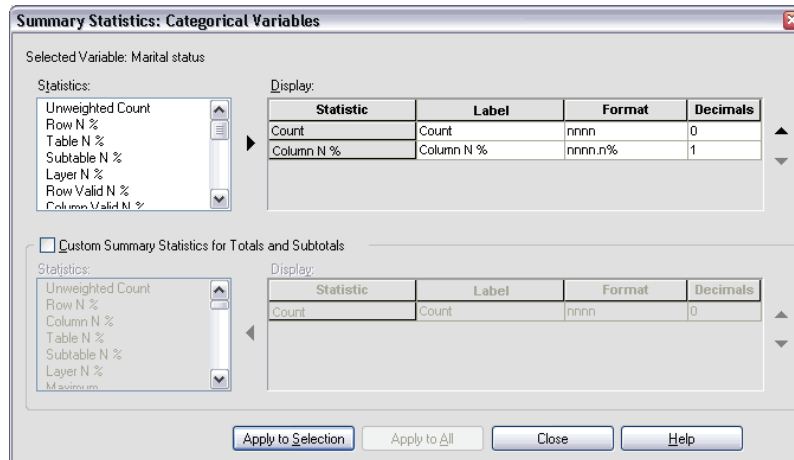 Summary Statistics: Categorical Variables
Selected Variable: Marital status
Statistics:
Unweighted Count
Row N %
Table N %
Subtable N %
Layer N %
Row Valid N %
Column Valid N %
Display:
Statistic Label Format Decimals
Count Count nnnn 0
Column N % Column N % nnnn.n% 1
Custom Summary Statistics for Totals and Subtotals
Statistics:
Unweighted Count
Row N %
Column N %
Table N %
Subtable N %
Layer N %
Maximum
Display:
Statistic Label Format Decimals
Count Count nnnn 0
Apply to Selection Apply to All Close Help